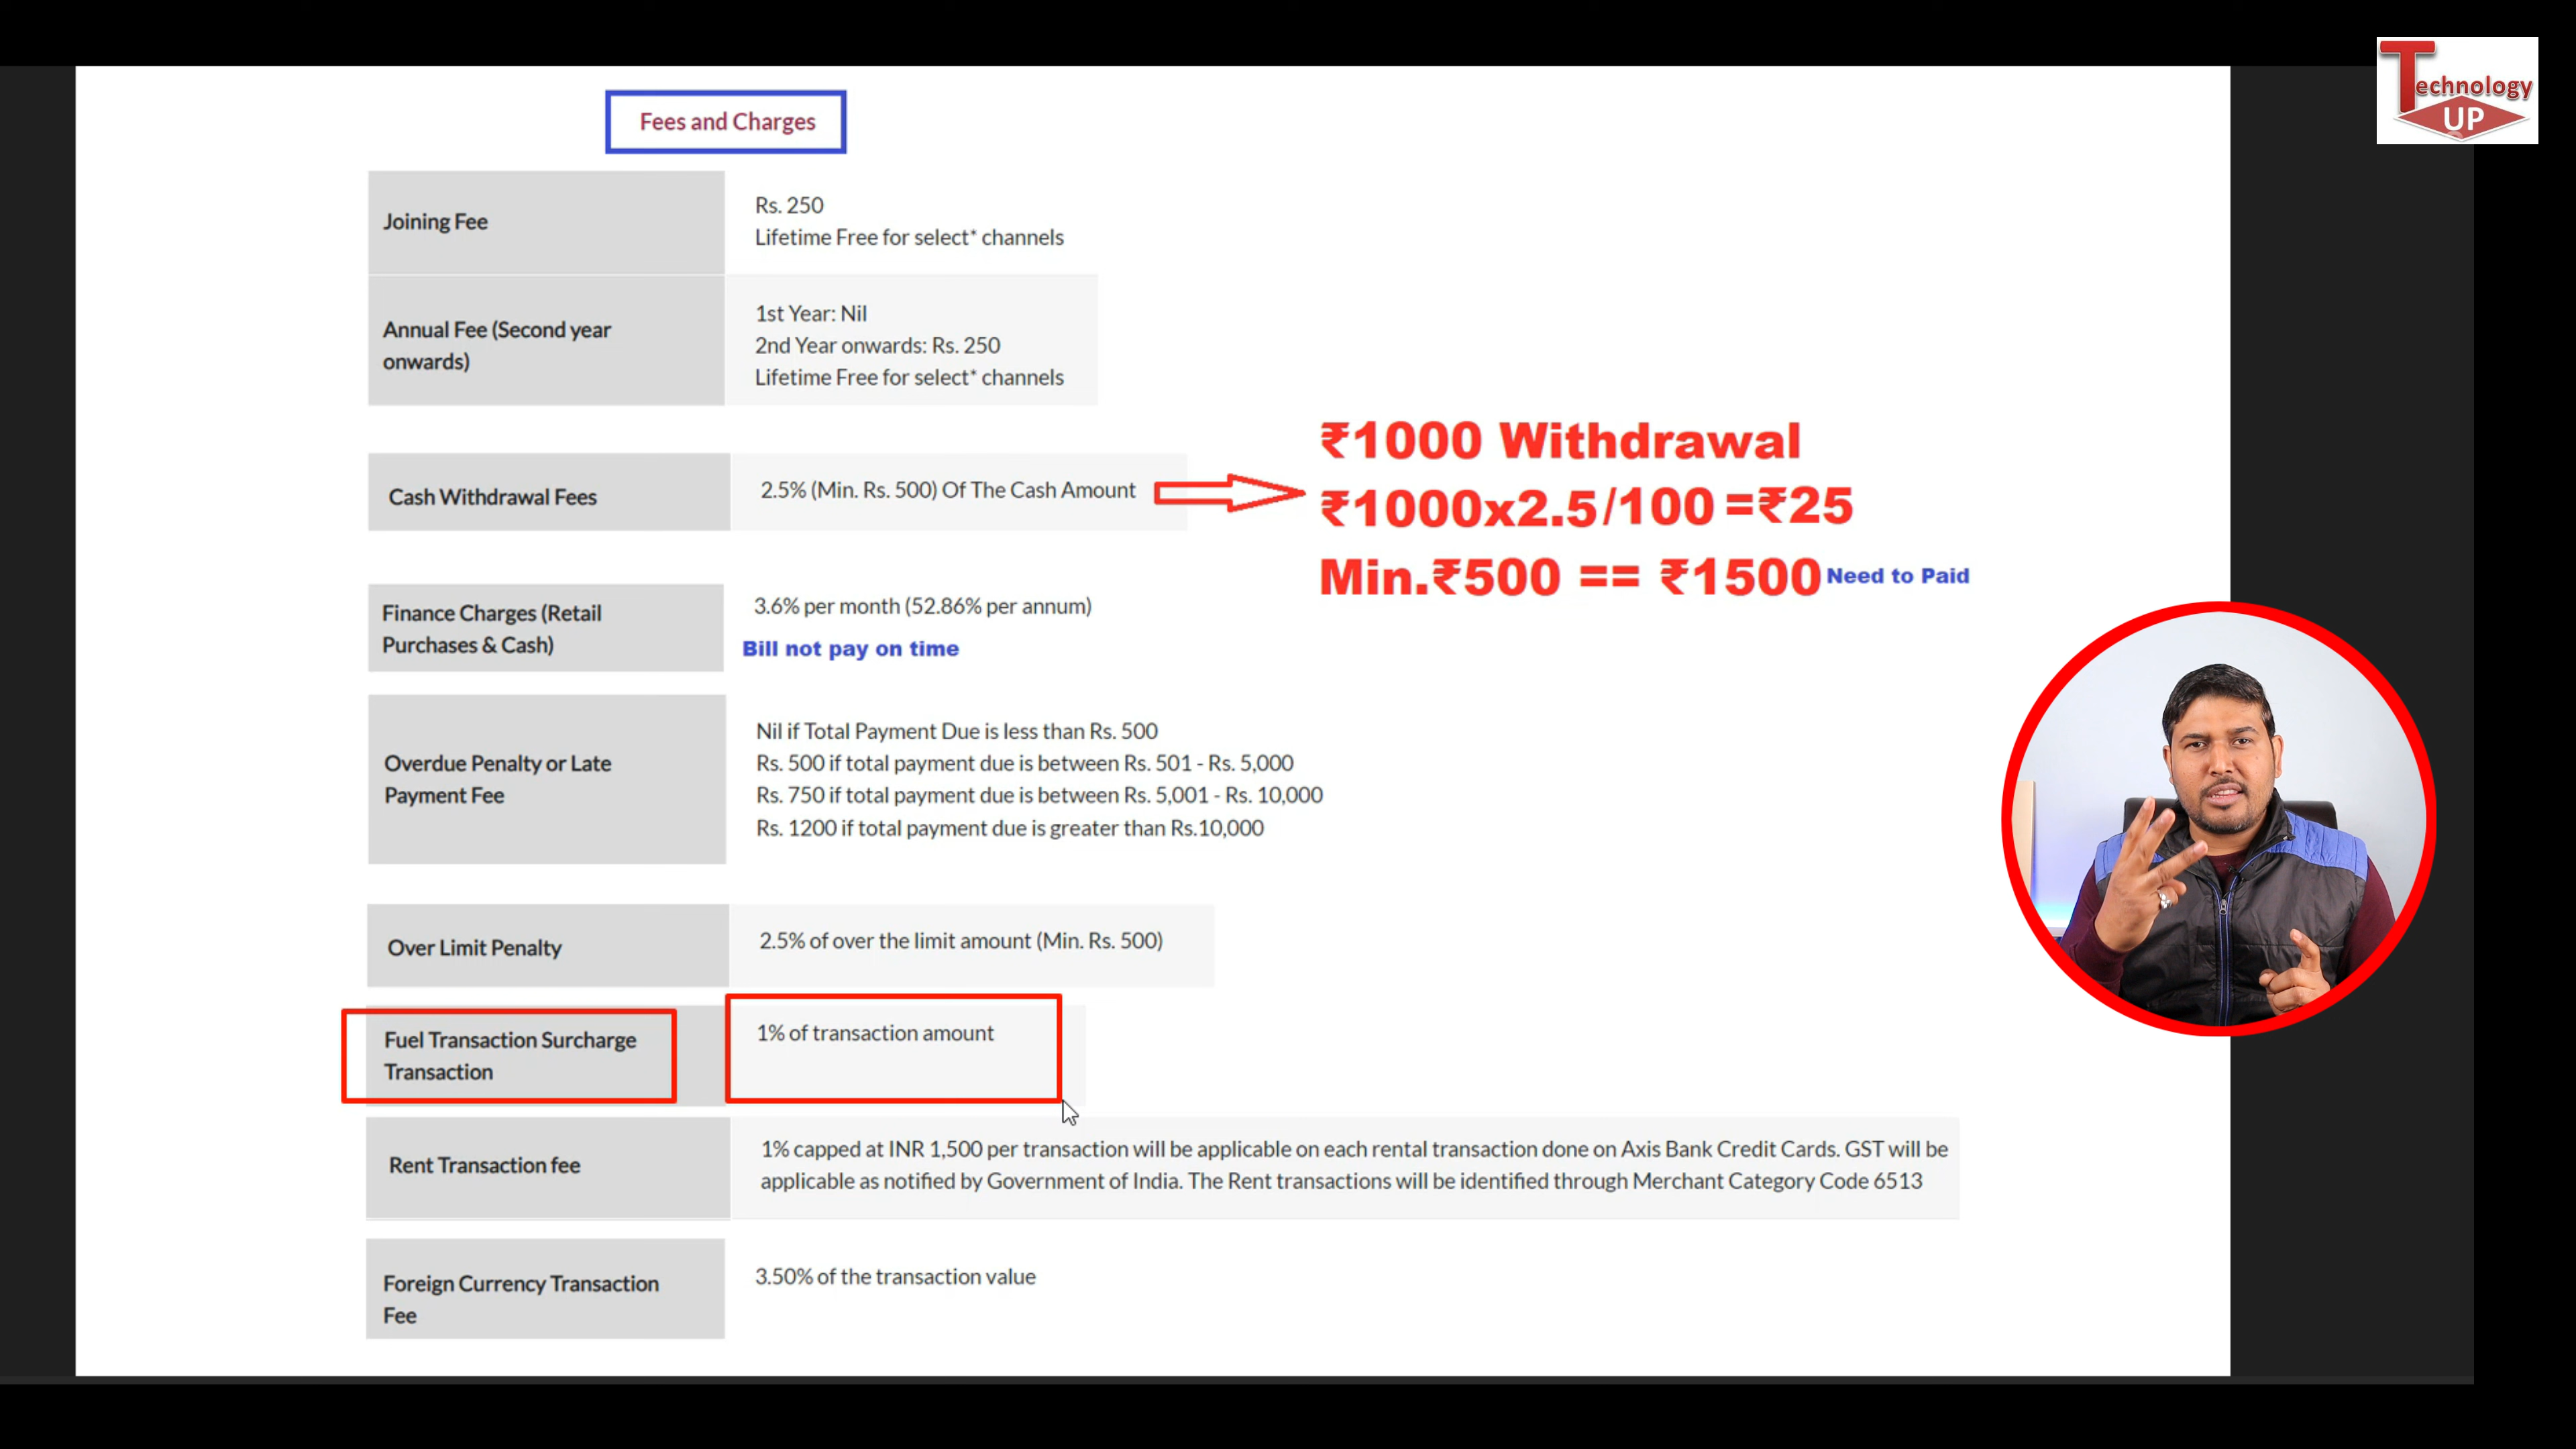 Technology
UP
Fees and Charges
Joining Fee
Rs. 250
Lifetime Free for select* channels
Annual Fee (Second year
onwards)
1st Year: Nil
2nd Year onwards: Rs. 250
Lifetime Free for select* channels
Cash Withdrawal Fees
2.5% (Min. Rs. 500) Of The Cash Amount
₹1000 Withdrawal
₹1000x2.5/100 =₹25
Min.₹500 == ₹1500 Need to Paid
Finance Charges (Retail
Purchases & Cash)
3.6% per month (52.86% per annum)
Bill not pay on time
Overdue Penalty or Late
Payment Fee
Nil if Total Payment Due is less than Rs. 500
Rs. 500 if total payment due is between Rs. 501 - Rs. 5,000
Rs. 750 if total payment due is between Rs. 5,001 - Rs. 10,000
Rs. 1200 if total payment due is greater than Rs.10,000
Over Limit Penalty
2.5% of over the limit amount (Min. Rs. 500)
Fuel Transaction Surcharge
Transaction
1% of transaction amount
Rent Transaction fee
1% capped at INR 1,500 per transaction will be applicable on each rental transaction done on Axis Bank Credit Cards. GST will be
applicable as notified by Government of India. The Rent transactions will be identified through Merchant Category Code 6513
Foreign Currency Transaction
Fee
3.50% of the transaction value